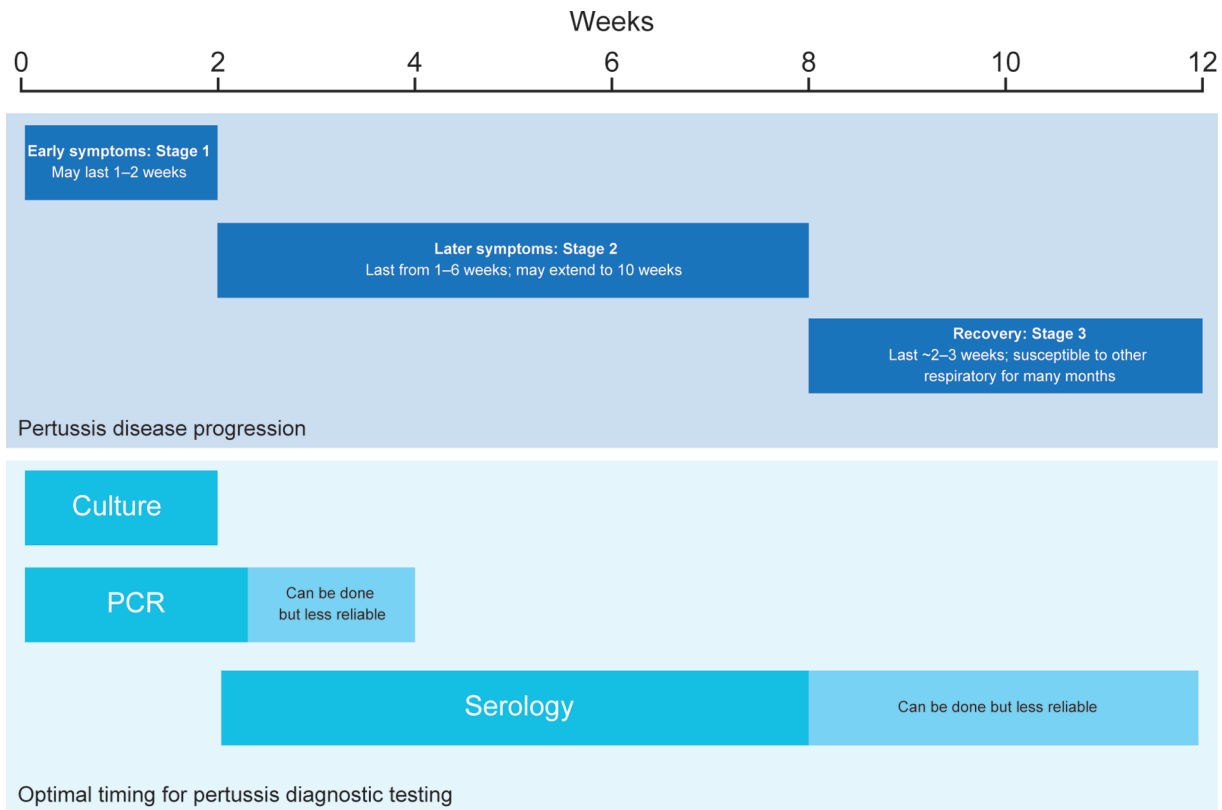 Weeks
0 2 4 6 8 10 12
Early symptoms: Stage 1
May last 1–2 weeks
Later symptoms: Stage 2
Last from 1–6 weeks; may extend to 10 weeks
Recovery: Stage 3
Last ~2–3 weeks; susceptible to other
respiratory for many months
Pertussis disease progression
Culture
PCR
Can be done
but less reliable
Serology
Can be done but less reliable
Optimal timing for pertussis diagnostic testing